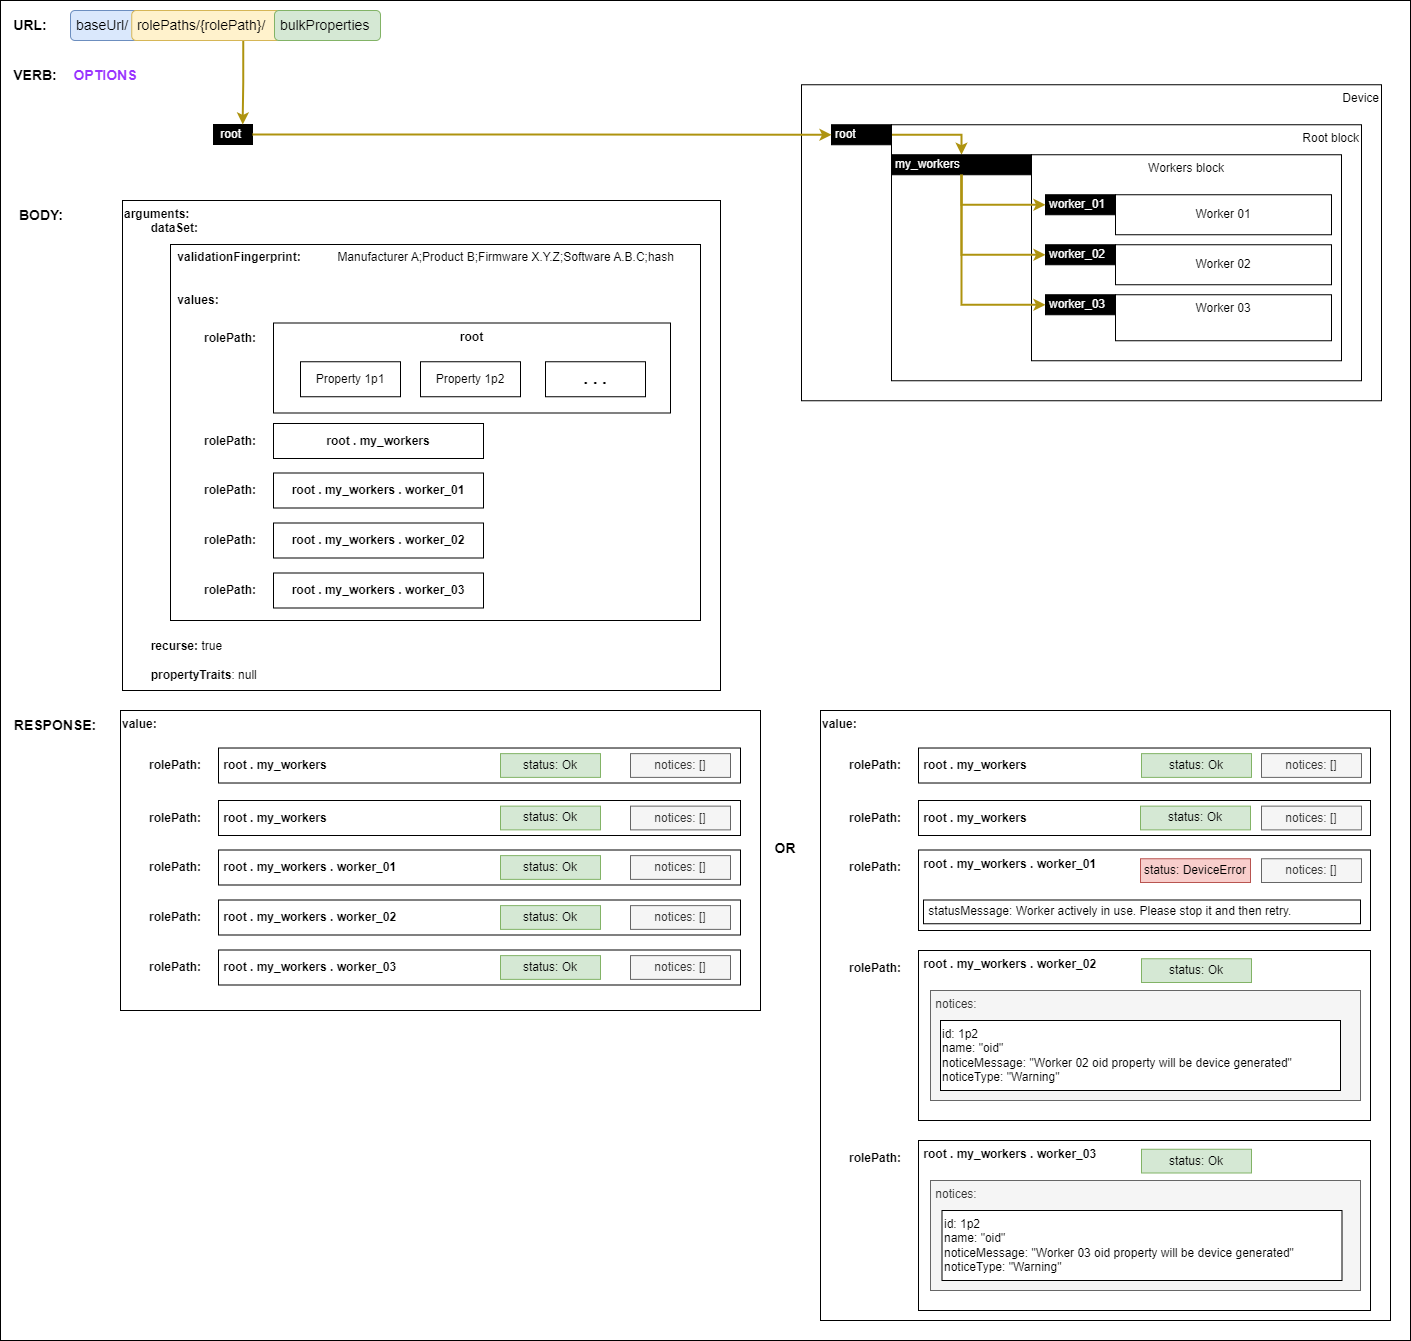 URL: baseUrl/ rolePaths/{rolePath}/ bulkProperties
VERB: OPTIONS
root
Device
root
Root block
my_workers
Workers block
worker_01
Worker 01
worker_02
Worker 02
worker_03
Worker 03
BODY:
arguments:
dataSet:
validationFingerprint: Manufacturer A;Product B;Firmware X.Y.Z;Software A.B.C;hash
values:
rolePath: root
Property 1p1 Property 1p2 . . .
rolePath: root . my_workers
rolePath: root . my_workers . worker_01
rolePath: root . my_workers . worker_02
rolePath: root . my_workers . worker_03
recurse: true
propertyTraits: null
RESPONSE:
value:
rolePath: root . my_workers status: Ok notices: []
rolePath: root . my_workers status: Ok notices: []
rolePath: root . my_workers . worker_01 status: Ok notices: []
rolePath: root . my_workers . worker_02 status: Ok notices: []
rolePath: root . my_workers . worker_03 status: Ok notices: []
OR
value:
rolePath: root . my_workers status: Ok notices: []
rolePath: root . my_workers status: Ok notices: []
rolePath: root . my_workers . worker_01 status: DeviceError notices: []
statusMessage: Worker actively in use. Please stop it and then retry.
rolePath: root . my_workers . worker_02 status: Ok
notices:
id: 1p2
name: "oid"
noticeMessage: "Worker 02 oid property will be device generated"
noticeType: "Warning"
rolePath: root . my_workers . worker_03 status: Ok
notices:
id: 1p2
name: "oid"
noticeMessage: "Worker 03 oid property will be device generated"
noticeType: "Warning"